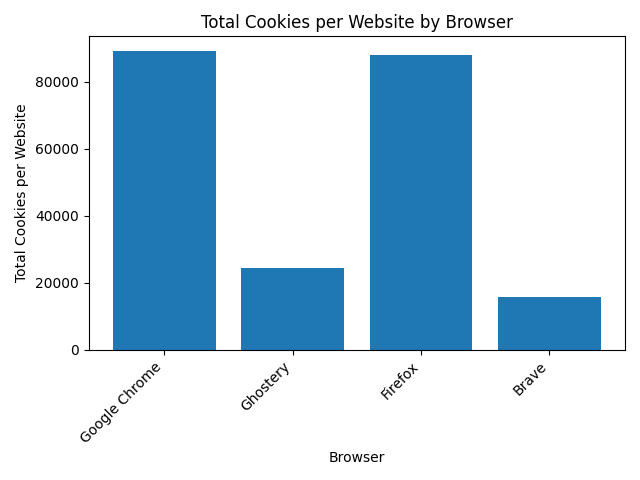 Total Cookies per Website by Browser
Total Cookies per Website
80000
60000
40000
20000
0
Google Chrome
Ghostery
Firefox
Brave
Browser